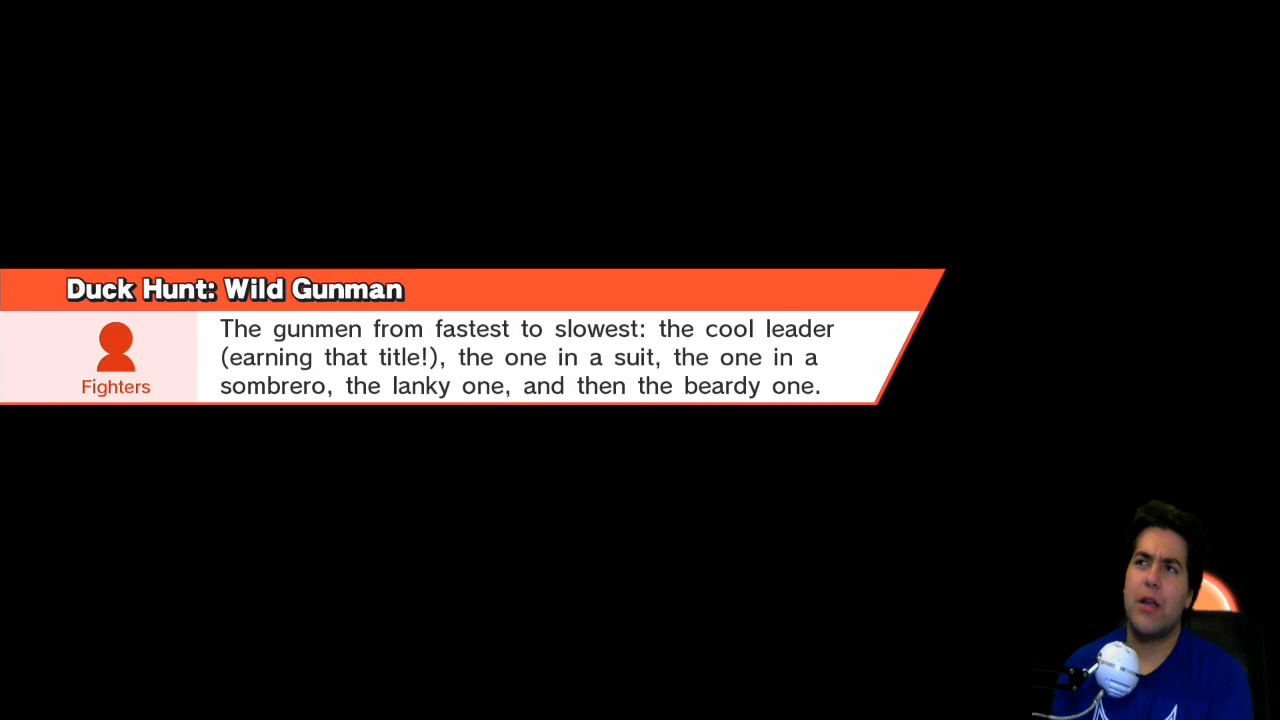 Duck Hunt: Wild Gunman
The gunmen from fastest to slowest: the cool leader
(earning that title!), the one in a suit, the one in a
sombrero, the lanky one, and then the beardy one.
Fighters